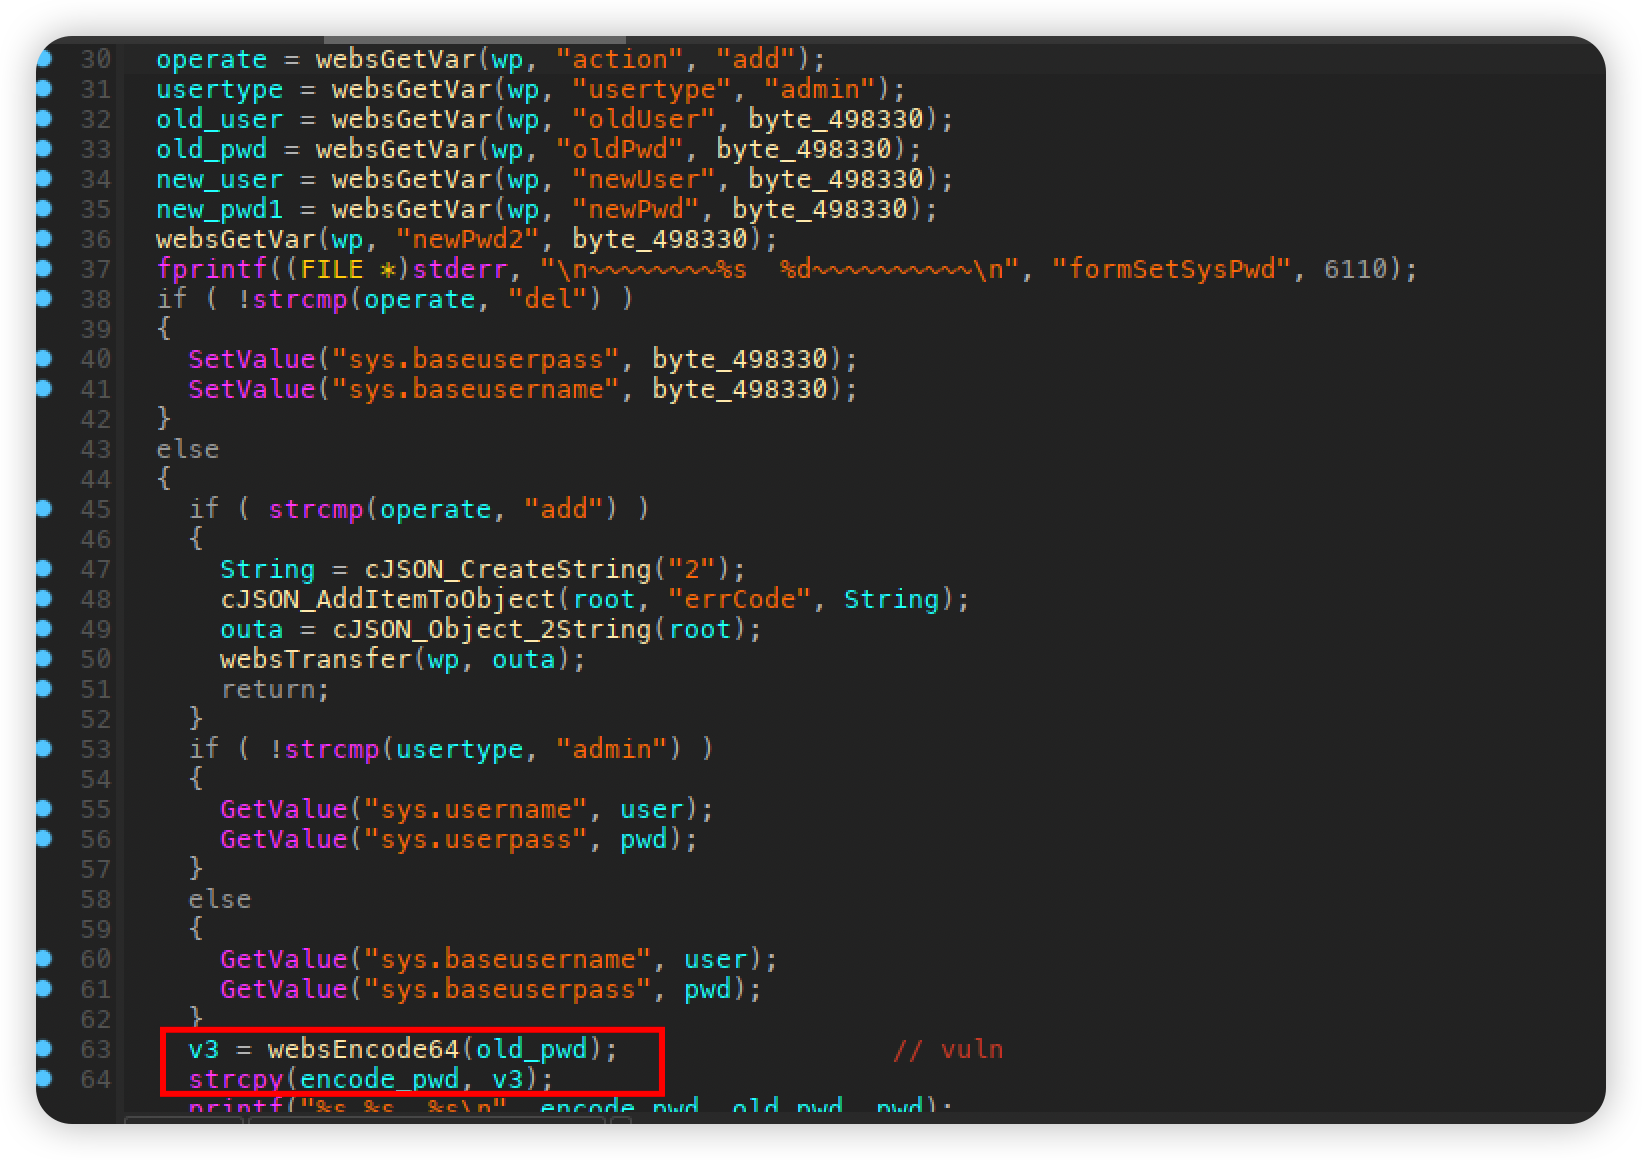 30 operate = websGetVar(wp, "action", "add");
31 usertype = websGetVar(wp, "usertype", "admin");
32 old_user = websGetVar(wp, "oldUser", byte_498330);
33 old_pwd = websGetVar(wp, "oldPwd", byte_498330);
34 new_user = websGetVar(wp, "newUser", byte_498330);
35 new_pwd1 = websGetVar(wp, "newPwd", byte_498330);
36 websGetVar(wp, "newPwd2", byte_498330);
37 fprintf((FILE *)stderr, "\n~~~~~~~~%s  %d~~~~~~~~~~\n", "formSetSysPwd", 6110);
38 if ( !strcmp(operate, "del") )
39 {
40 SetValue("sys.baseuserpass", byte_498330);
41 SetValue("sys.baseusername", byte_498330);
42 }
43 else
44 {
45 if ( strcmp(operate, "add") )
46 {
47 String = cJSON_CreateString("2");
48 cJSON_AddItemToObject(root, "errCode", String);
49 outa = cJSON_Object_2String(root);
50 websTransfer(wp, outa);
51 return;
52 }
53 if ( !strcmp(usertype, "admin") )
54 {
55 GetValue("sys.username", user);
56 GetValue("sys.userpass", pwd);
57 }
58 else
59 {
60 GetValue("sys.baseusername", user);
61 GetValue("sys.baseuserpass", pwd);
62 }
63 v3 = websEncode64(old_pwd); // vuln
64 strcpy(encode_pwd, v3);
printf("%s %s  %s\n", encode_pwd, old_pwd, pwd);